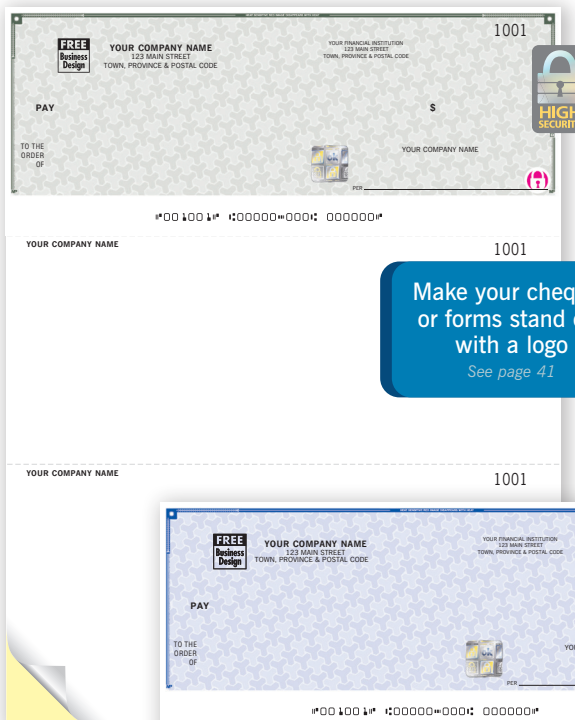 1001
FREE
Business
Design
YOUR COMPANY NAME
123 MAIN STREET
TOWN, PROVINCE & POSTAL CODE
YOUR FINANCIAL INSTITUTION
123 MAIN STREET
TOWN, PROVINCE & POSTAL CODE
HIGH
SECURIT
PAY
$
TO THE
ORDER
OF
YOUR COMPANY NAME
PER
⑈001001⑈ ⑆00000⑉000⑆ 000000⑈
YOUR COMPANY NAME
1001
Make your cheq
or forms stand
with a logo
See page 41
YOUR COMPANY NAME
1001
FREE
Business
Design
YOUR COMPANY NAME
123 MAIN STREET
TOWN, PROVINCE & POSTAL CODE
YOUR FINANCIAL INSTITUTION
123 MAIN STREET
TOWN, PROVINCE & POSTAL CODE
PAY
TO THE
ORDER
OF
YO
PER
⑈001001⑈ ⑆00000⑉000⑆ 000000⑈